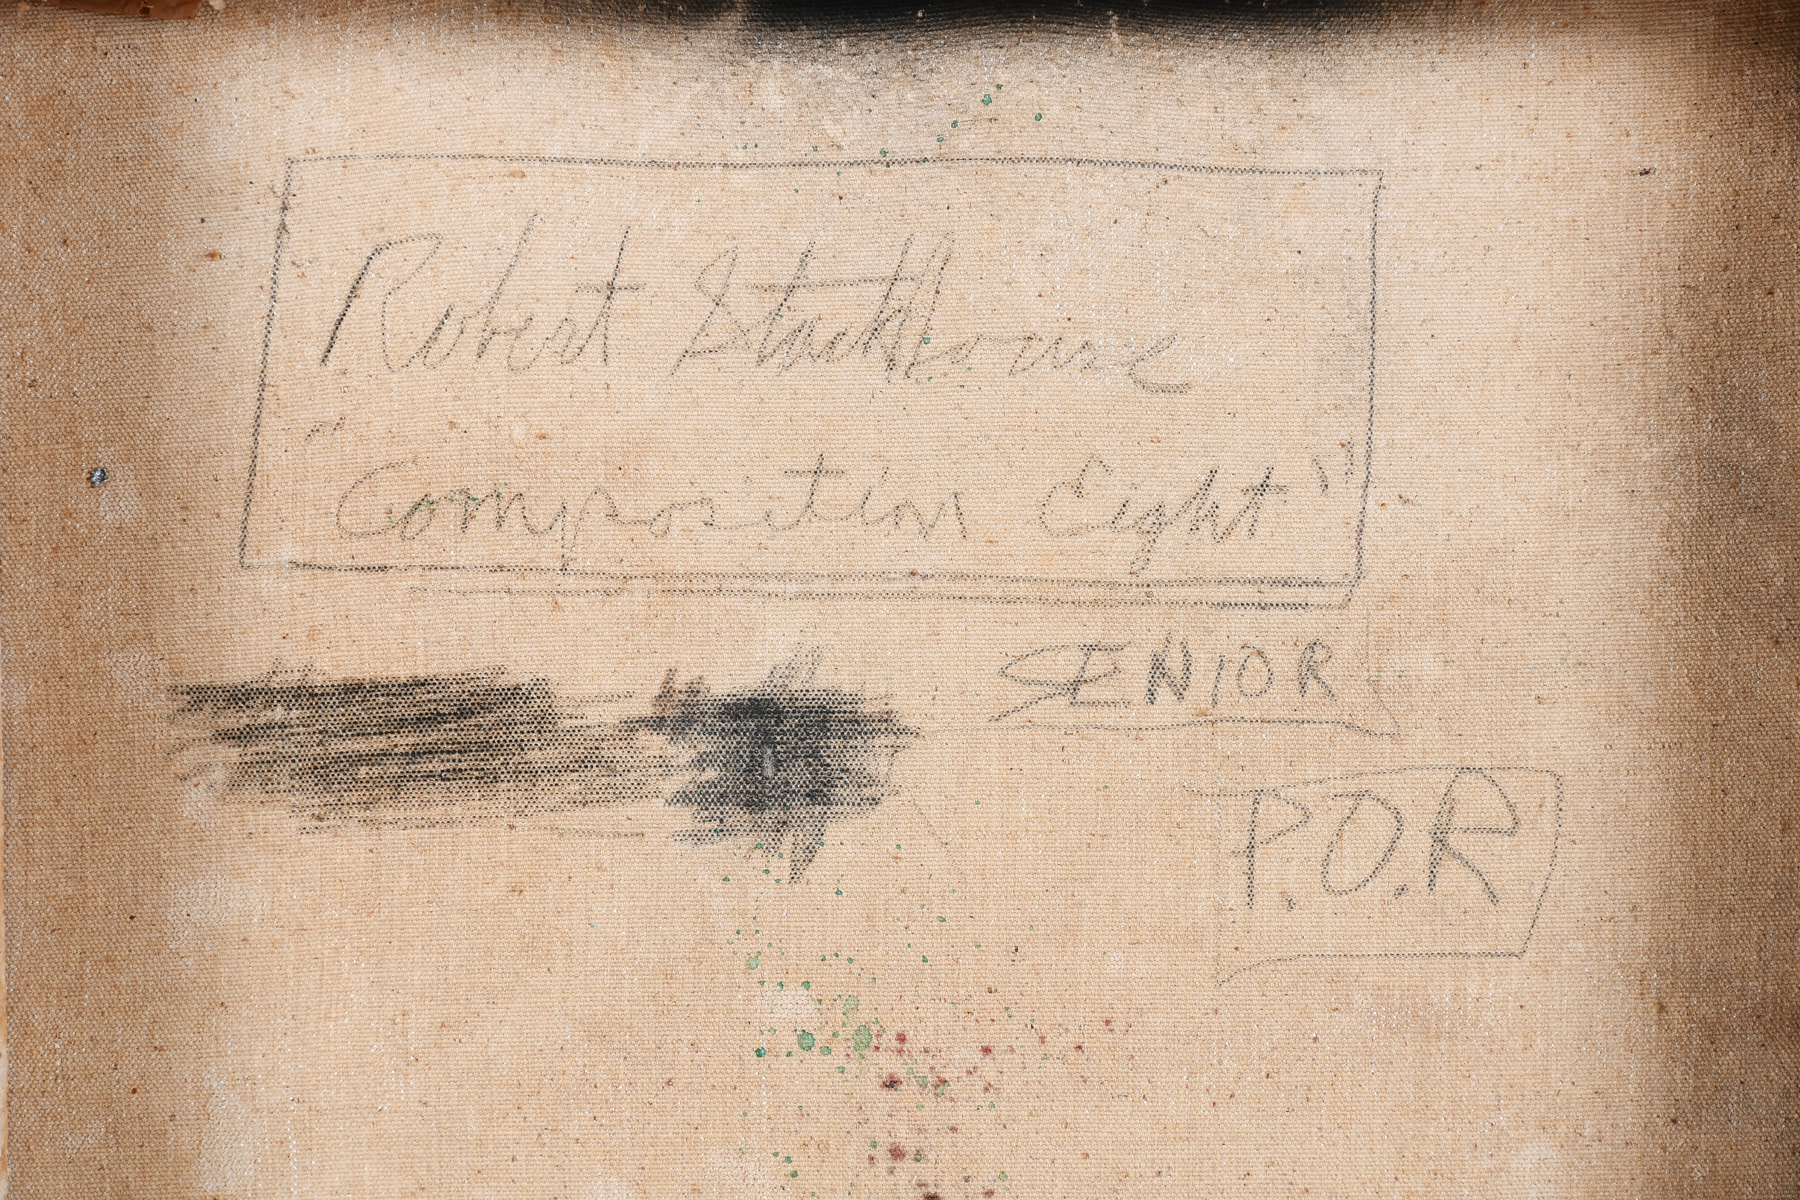 Robert Stackhouse
"Composition Eight"
SENIOR
P.O.R